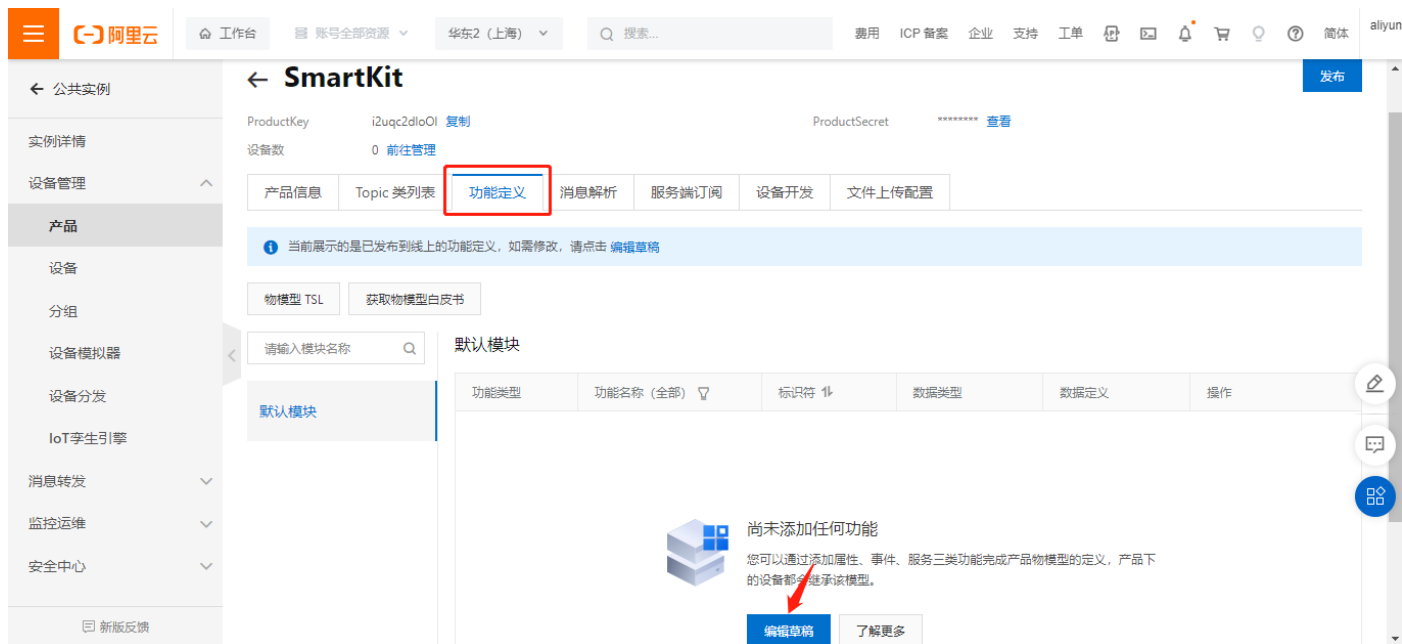 阿里云 工作台 账号全部资源 华东2（上海） 搜索... 费用 ICP 备案 企业 支持 工单 简体 aliyun
公共实例
实例详情
设备管理
产品
设备
分组
设备模拟器
设备分发
IoT孪生引擎
消息转发
监控运维
安全中心
新版反馈
SmartKit 发布
ProductKey i2uqc2dIoOl 复制 ProductSecret ******** 查看
设备数 0 前往管理
产品信息 Topic 类列表 功能定义 消息解析 服务端订阅 设备开发 文件上传配置
当前展示的是已发布到线上的功能定义，如需修改，请点击 编辑草稿
物模型 TSL 获取物模型白皮书
请输入模块名称
默认模块
默认模块
功能类型 功能名称（全部） 标识符 数据类型 数据定义 操作
尚未添加任何功能
您可以通过添加属性、事件、服务三类功能完成产品物模型的定义，产品下
的设备都会继承该模型。
编辑草稿 了解更多